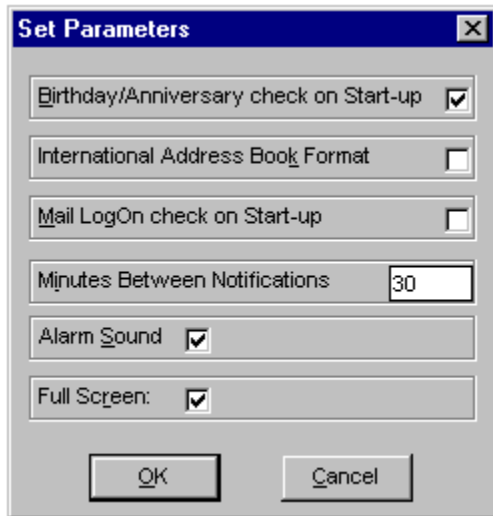 Set Parameters
Birthday/Anniversary check on Start-up
International Address Book Format
Mail LogOn check on Start-up
Minutes Between Notifications 30
Alarm Sound
Full Screen:
OK Cancel